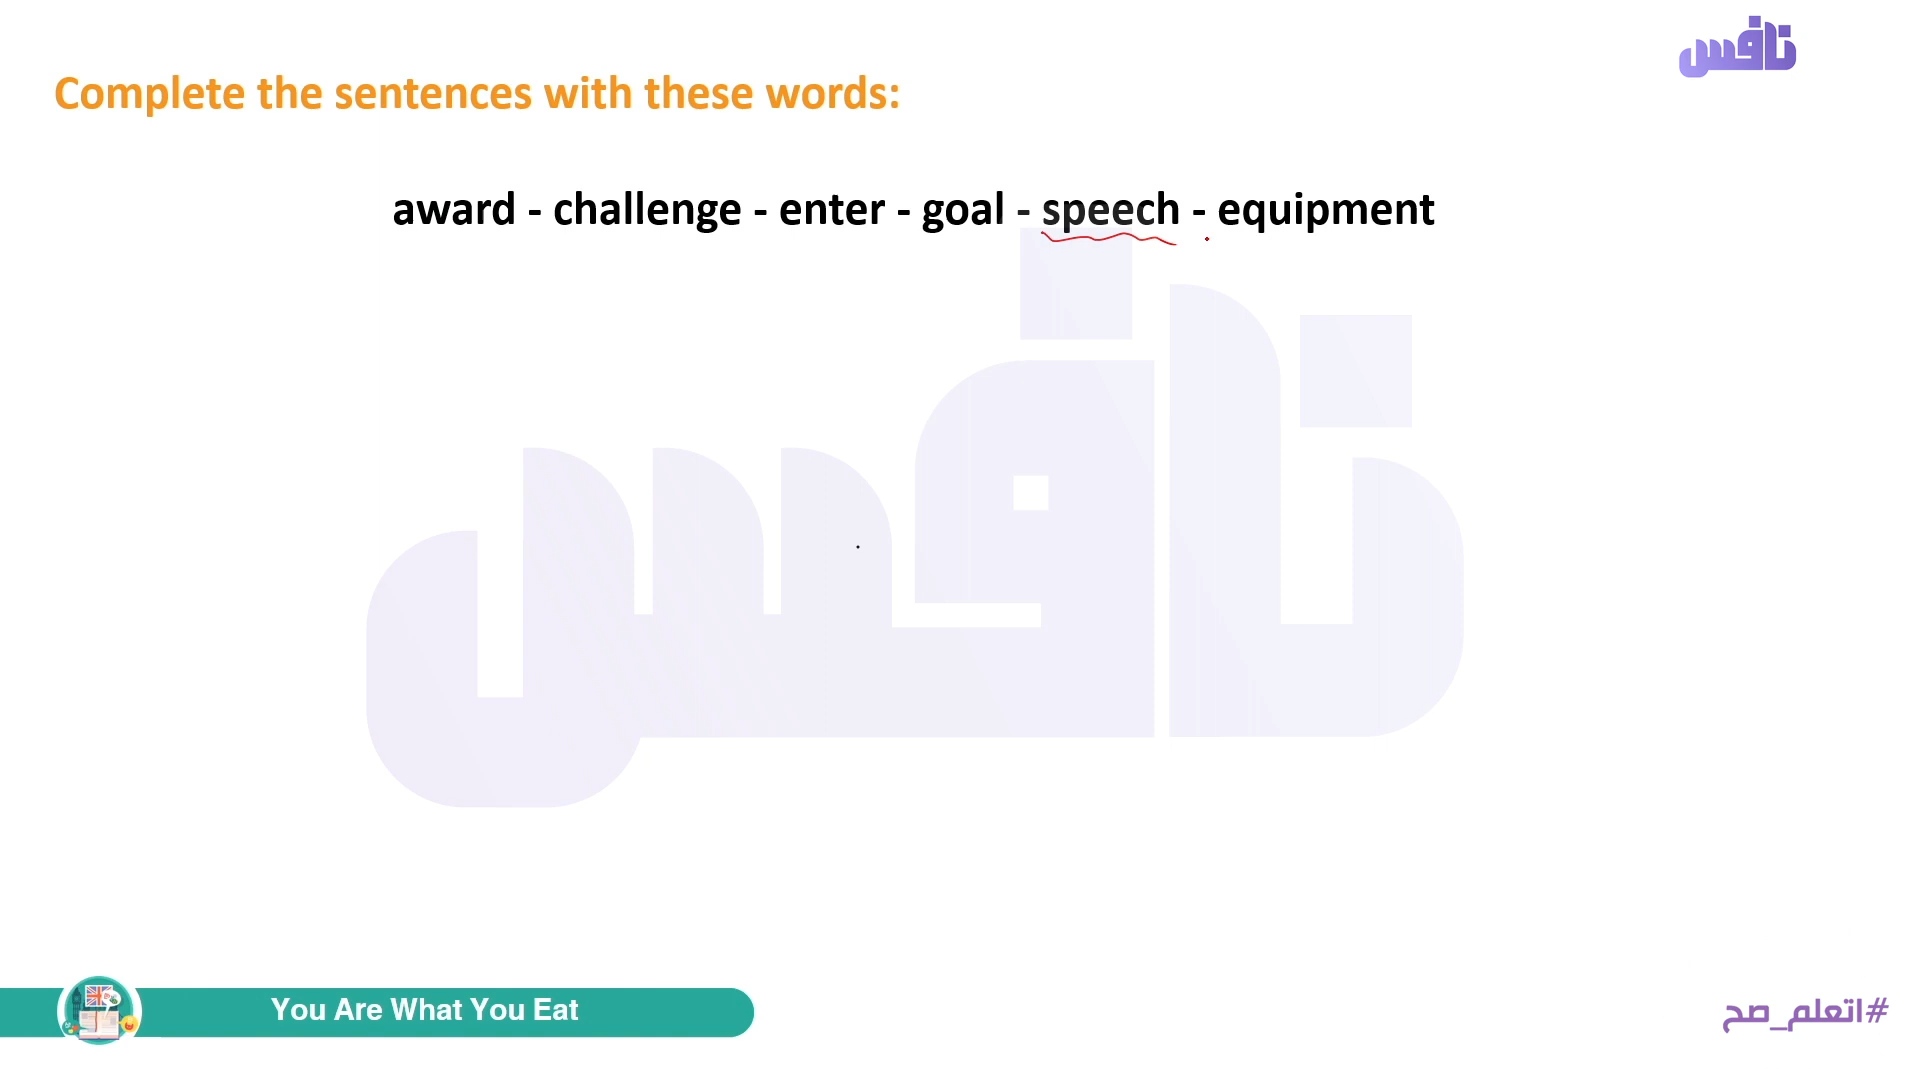 نافس
Complete the sentences with these words:
award - challenge - enter - goal - speech - equipment
نافس
You Are What You Eat
#اتعلم_صح